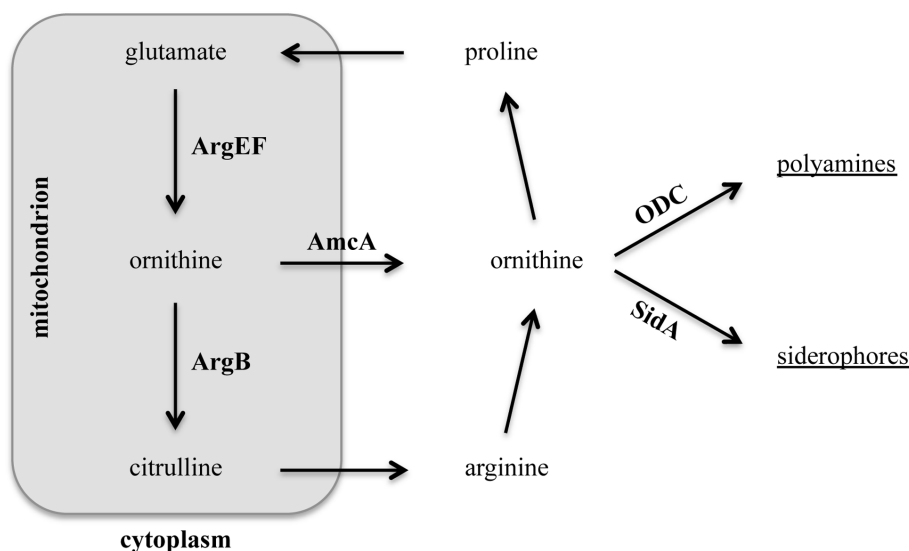 glutamate
proline
ArgEF
polyamines
ODC
mitochondrion
ornithine
AmcA
ornithine
SidA
ArgB
siderophores
citrulline
arginine
cytoplasm